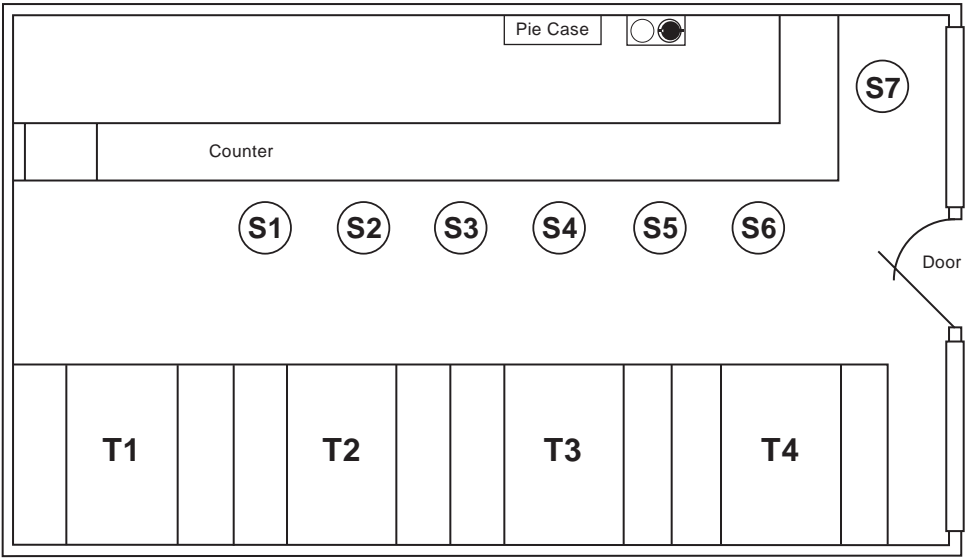 Pie Case
S7
Counter
S1 S2 S3 S4 S5 S6
Door
T1 T2 T3 T4